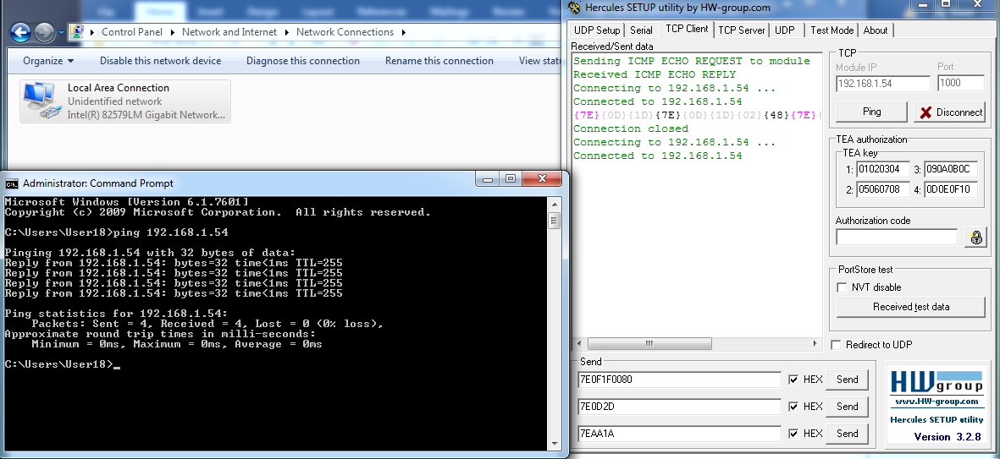 File Home Insert Design Layout References Mailings Review View
Control Panel Network and Internet Network Connections
Organize Disable this network device Diagnose this connection Rename this connection View statu
Local Area Connection
Unidentified network
Intel(R) 82579LM Gigabit Network...
Administrator: Command Prompt
Microsoft Windows [Version 6.1.7601]
Copyright (c) 2009 Microsoft Corporation. All rights reserved.
C:\Users\User18>ping 192.168.1.54
Pinging 192.168.1.54 with 32 bytes of data:
Reply from 192.168.1.54: bytes=32 time<1ms TTL=255
Reply from 192.168.1.54: bytes=32 time<1ms TTL=255
Reply from 192.168.1.54: bytes=32 time<1ms TTL=255
Reply from 192.168.1.54: bytes=32 time<1ms TTL=255
Ping statistics for 192.168.1.54:
Packets: Sent = 4, Received = 4, Lost = 0 (0% loss),
Approximate round trip times in milli-seconds:
Minimum = 0ms, Maximum = 0ms, Average = 0ms
C:\Users\User18>_
Hercules SETUP utility by HW-group.com
UDP Setup Serial TCP Client TCP Server UDP Test Mode About
Received/Sent data
Sending ICMP ECHO REQUEST to module
Received ICMP ECHO REPLY
Connecting to 192.168.1.54 ...
Connected to 192.168.1.54
{7E}{0D}{1D}{7E}{0D}{1D}{02}{48}{7E}{
Connection closed
Connecting to 192.168.1.54 ...
Connected to 192.168.1.54
TCP
Module IP Port
192.168.1.54 1000
Ping Disconnect
TEA authorization
TEA key
1: 01020304 3: 090A0B0C
2: 05060708 4: 0D0E0F10
Authorization code
PortStore test
NVT disable
Received test data
Redirect to UDP
Send
7E0F1F0080 HEX Send
7E0D2D HEX Send
7EAA1A HEX Send
HWgroup
www.HW-group.com
Hercules SETUP utility
Version 3.2.8